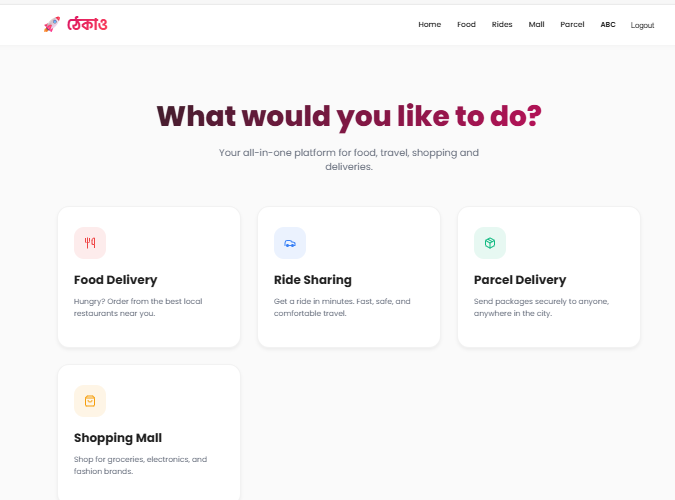 ঠেকাও
Home Food Rides Mall Parcel ABC Logout
What would you like to do?
Your all-in-one platform for food, travel, shopping and
deliveries.
Food Delivery
Hungry? Order from the best local
restaurants near you.
Ride Sharing
Get a ride in minutes. Fast, safe, and
comfortable travel.
Parcel Delivery
Send packages securely to anyone,
anywhere in the city.
Shopping Mall
Shop for groceries, electronics, and
fashion brands.